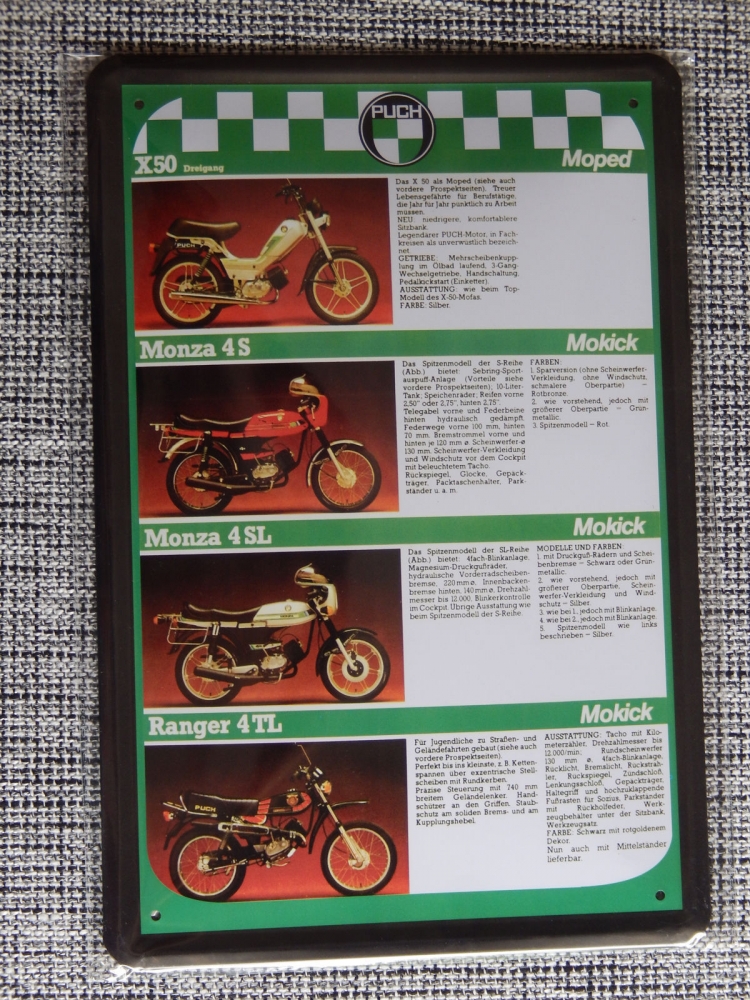 PUCH
X50 Dreigang
Moped
PUCH
Das X 50 als Moped (siehe auch
vordere Prospektseiten). Treuer
Lebensgefährte für Berufstätige,
die Jahr für Jahr pünktlich zu Arbeit
müssen.
NEU: niedrigere, komfortablere
Sitzbank.
Legendärer PUCH-Motor, in Fach-
kreisen als unverwüstlich bezeich-
net.
GETRIEBE: Mehrscheibenkupp-
lung im Ölbad laufend, 3-Gang-
Wechselgetriebe, Handschaltung,
Pedalkickstart (Einketter).
AUSSTATTUNG: wie beim Top-
Modell des X-50-Mofas.
FARBE: Silber.
Monza 4 S
Mokick
Das Spitzenmodell der S-Reihe
(Abb.) bietet: Sebring-Sport-
auspuff-Anlage (Vorteile siehe
vordere Prospektseiten); 10-Liter-
Tank; Speichenräder; Reifen vorne
2,50" oder 2,75", hinten 2,75".
Telegabel vorne und Federbeine
hinten hydraulisch gedämpft.
Federwege vorne 100 mm, hinten
70 mm. Bremstrommel vorne und
hinten je 120 mm ø. Scheinwerfer-ø
130 mm. Scheinwerfer-Verkleidung
und Windschutz vor dem Cockpit
mit beleuchtetem Tacho.
Rückspiegel, Glocke, Gepäck-
träger, Packtaschenhalter, Park-
ständer u. a. m.
FARBEN:
1. Sparversion (ohne Scheinwerfer-
Verkleidung, ohne Windschutz,
schmälere Oberpartie) –
Rotbronze.
2. wie vorstehend, jedoch mit
größerer Oberpartie – Grün-
metallic.
3. Spitzenmodell – Rot.
Monza 4 SL
Mokick
Das Spitzenmodell der SL-Reihe
(Abb.) bietet: 4fach-Blinkanlage,
Magnesium-Druckgußräder,
hydraulische Vorderradscheiben-
bremse, 220 mm ø, Innenbacken-
bremse hinten, 140 mm ø, Drehzahl-
messer bis 12.000, Blinkerkontrolle
im Cockpit. Übrige Ausstattung wie
beim Spitzenmodell der S-Reihe.
MODELLE UND FARBEN:
1. mit Druckguß-Rädern und Schei-
benbremse – Schwarz oder Grün-
metallic.
2. wie vorstehend, jedoch mit
größerer Oberpartie, Schein-
werfer-Verkleidung und Wind-
schutz – Silber.
3. wie bei 1., jedoch mit Blinkanlage.
4. wie bei 2., jedoch mit Blinkanlage.
5. Spitzenmodell wie links
beschrieben – Silber.
Ranger 4 TL
Mokick
PUCH
Für Jugendliche zu Straßen- und
Geländefahrten gebaut (siehe auch
vordere Prospektseiten).
Perfekt bis ins kleinste, z. B. Ketten-
spannen über exzentrische Stell-
scheiben mit Rundkerben.
Präzise Steuerung mit 740 mm
breitem Geländelenker, Hand-
schützer an den Griffen, Staub-
schutz am soliden Brems- und am
Kupplungshebel.
AUSSTATTUNG: Tacho mit Kilo-
meterzähler, Drehzahlmesser bis
12.000/min; Rundscheinwerfer
130 mm ø, 4fach-Blinkanlage,
Rücklicht, Bremslicht, Rückstrah-
ler, Rückspiegel, Zündschloß,
Lenkungsschloß, Gepäckträger,
Haltegriff und hochzuklappende
Fußrasten für Sozius, Parkständer
mit Rückholfeder, Werk-
zeugbehälter unter der Sitzbank,
Werkzeugsatz.
FARBE: Schwarz mit rotgoldenem
Dekor.
Nun auch mit Mittelständer
lieferbar.